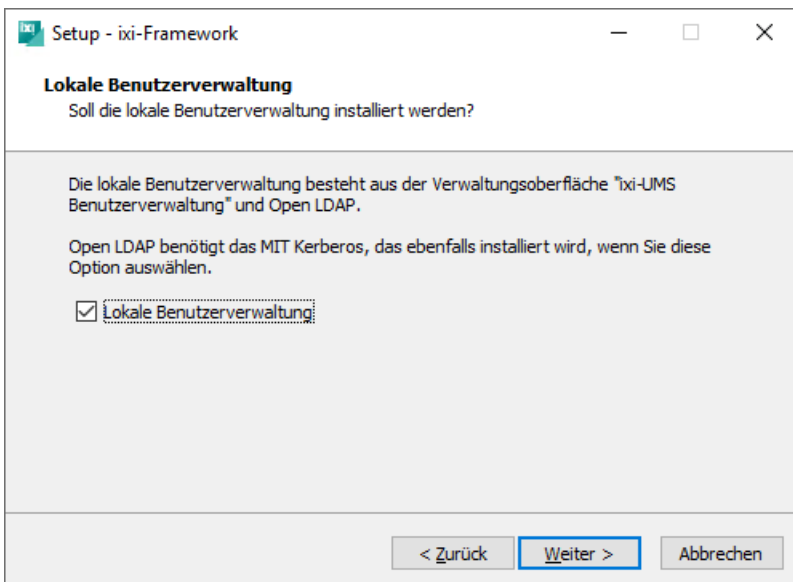 ixi
Setup - ixi-Framework
Lokale Benutzerverwaltung
Soll die lokale Benutzerverwaltung installiert werden?
Die lokale Benutzerverwaltung besteht aus der Verwaltungsoberfläche "ixi-UMS
Benutzerverwaltung" und Open LDAP.
Open LDAP benötigt das MIT Kerberos, das ebenfalls installiert wird, wenn Sie diese
Option auswählen.
Lokale Benutzerverwaltung
< Zurück Weiter > Abbrechen